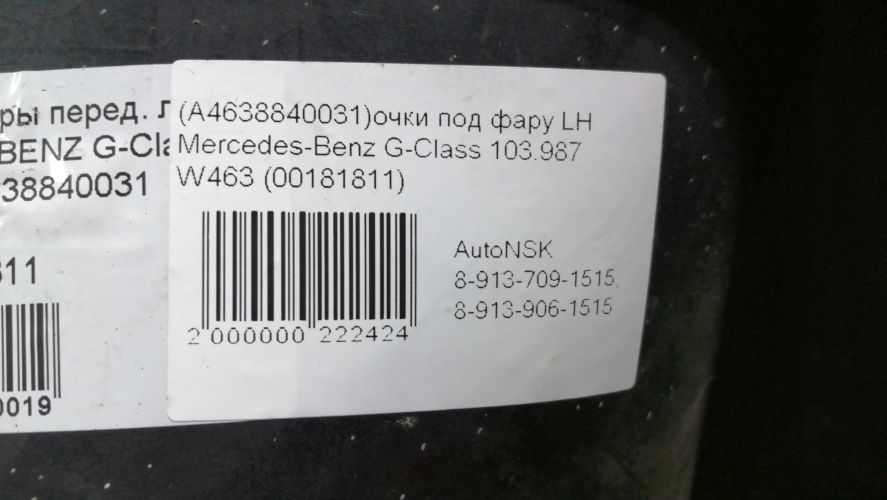 ры перед. л
BENZ G-Cla
38840031
811
0019
(A4638840031)очки под фару LH
Mercedes-Benz G-Class 103.987
W463 (00181811)
2 000000 222424
AutoNSK
8-913-709-1515,
8-913-906-1515